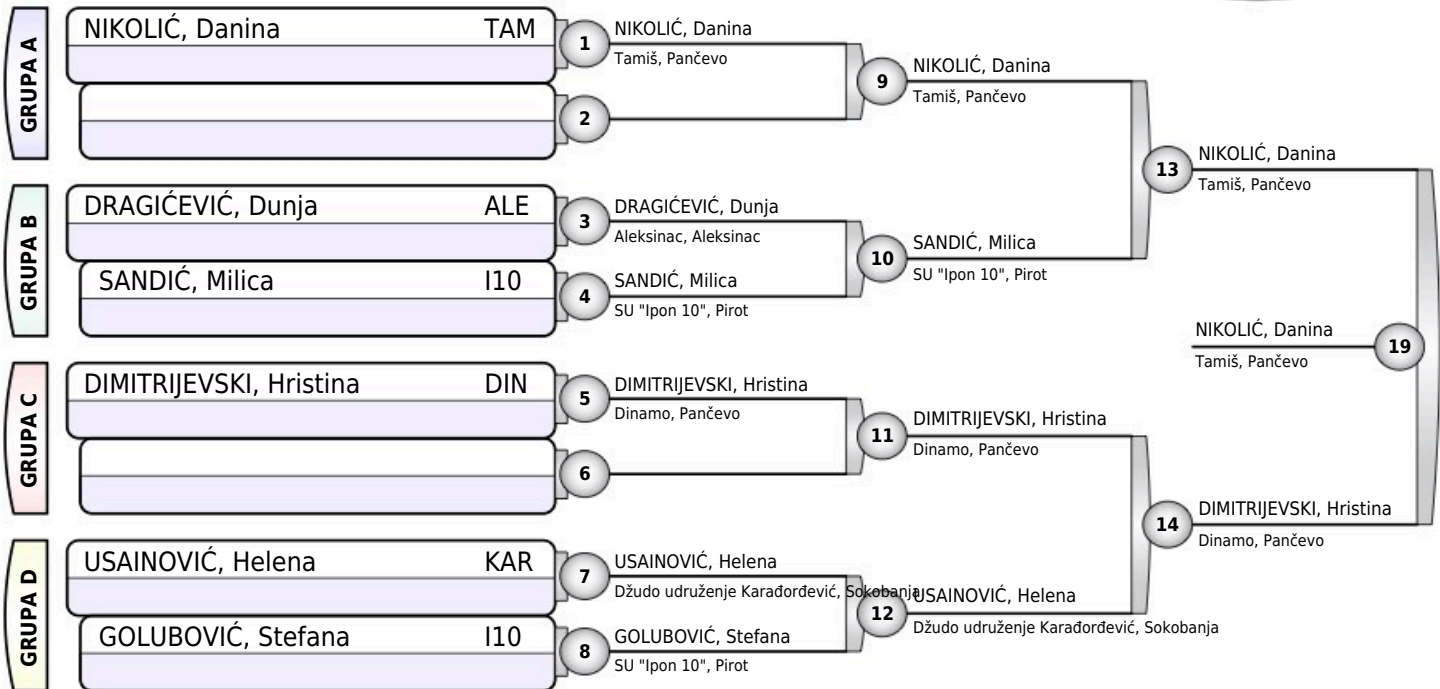 GRUPA A
NIKOLIĆ, Danina TAM
1
NIKOLIĆ, Danina
Tamiš, Pančevo
2
9
NIKOLIĆ, Danina
Tamiš, Pančevo
GRUPA B
DRAGIĆEVIĆ, Dunja ALE
SANDIĆ, Milica I10
3
DRAGIĆEVIĆ, Dunja
Aleksinac, Aleksinac
4
SANDIĆ, Milica
SU "Ipon 10", Pirot
10
SANDIĆ, Milica
SU "Ipon 10", Pirot
13
NIKOLIĆ, Danina
Tamiš, Pančevo
GRUPA C
DIMITRIJEVSKI, Hristina DIN
5
DIMITRIJEVSKI, Hristina
Dinamo, Pančevo
6
11
DIMITRIJEVSKI, Hristina
Dinamo, Pančevo
GRUPA D
USAINOVIĆ, Helena KAR
GOLUBOVIĆ, Stefana I10
7
USAINOVIĆ, Helena
Džudo udruženje Karađorđević, Sokobanja
8
GOLUBOVIĆ, Stefana
SU "Ipon 10", Pirot
12
USAINOVIĆ, Helena
Džudo udruženje Karađorđević, Sokobanja
14
DIMITRIJEVSKI, Hristina
Dinamo, Pančevo
NIKOLIĆ, Danina
Tamiš, Pančevo
19